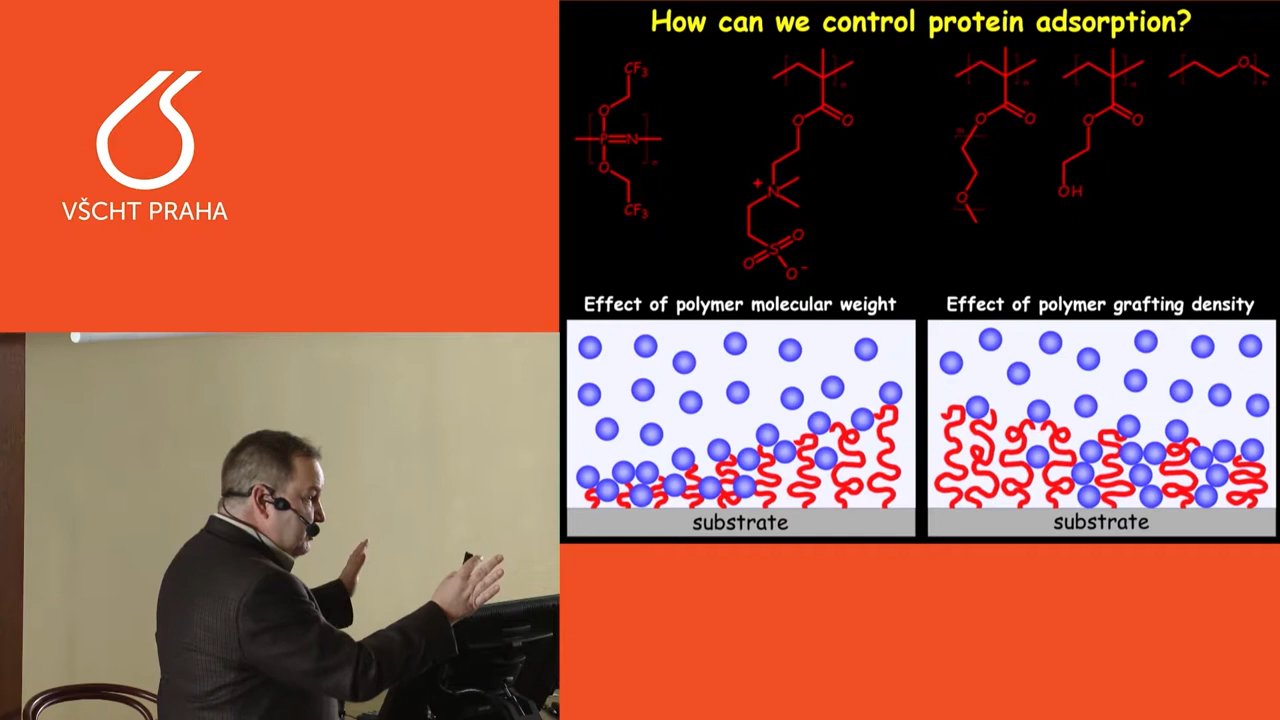 VŠCHT PRAHA
How can we control protein adsorption?
CF3
O
P=N
n
O
CF3
n
O
O
+
N
S
O
O
O-
n
O
O
m
O
n
O
O
OH
O
n
Effect of polymer molecular weight
Effect of polymer grafting density
substrate
substrate